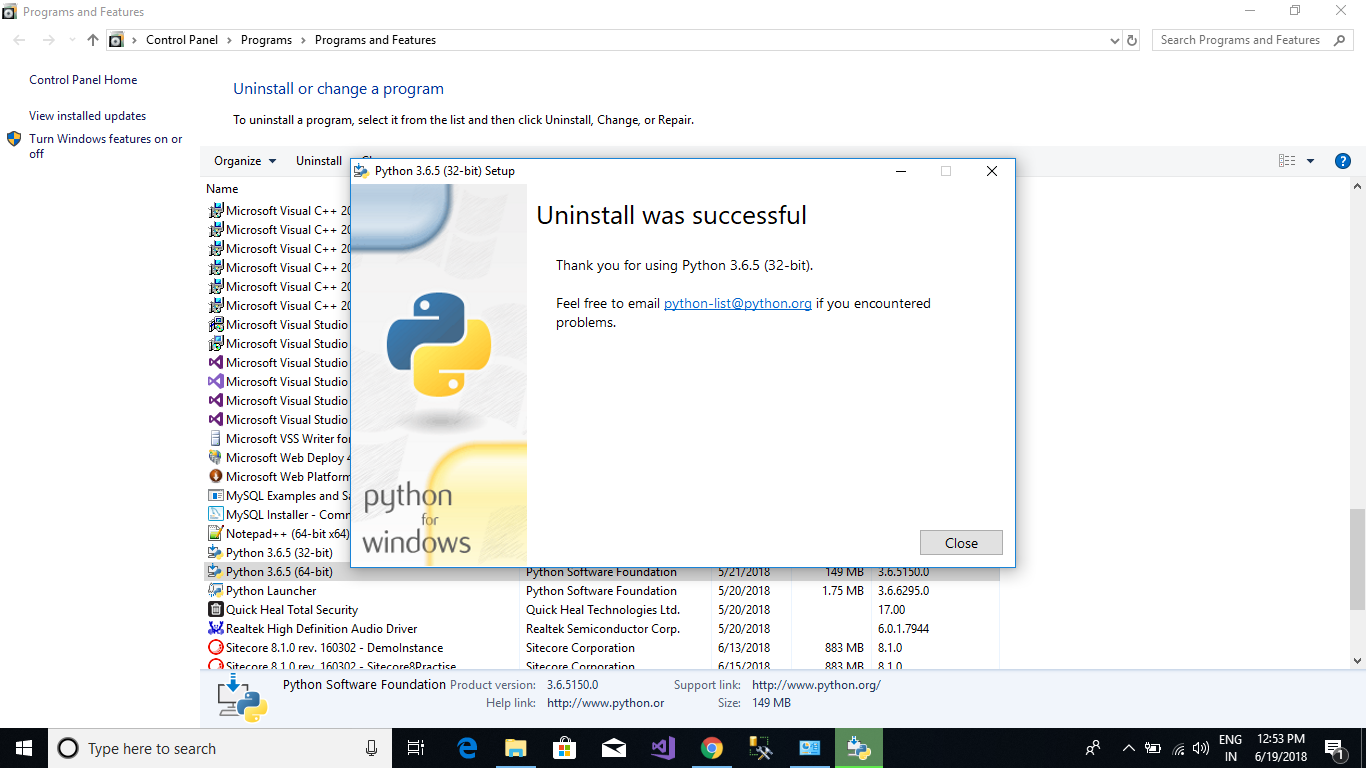 Programs and Features
Control Panel > Programs > Programs and Features
Search Programs and Features
Control Panel Home
View installed updates
Turn Windows features on or
off
Uninstall or change a program
To uninstall a program, select it from the list and then click Uninstall, Change, or Repair.
Organize Uninstall
Name
Microsoft Visual C++ 20
Microsoft Visual C++ 20
Microsoft Visual C++ 20
Microsoft Visual C++ 20
Microsoft Visual C++ 20
Microsoft Visual C++ 20
Microsoft Visual Studio
Microsoft Visual Studio
Microsoft Visual Studio
Microsoft Visual Studio
Microsoft Visual Studio
Microsoft Visual Studio
Microsoft VSS Writer for
Microsoft Web Deploy 4
Microsoft Web Platform
MySQL Examples and Sa
MySQL Installer - Comm
Notepad++ (64-bit x64)
Python 3.6.5 (32-bit)
Python 3.6.5 (64-bit) Python Software Foundation 5/21/2018 149 MB 3.6.5150.0
Python Launcher Python Software Foundation 5/20/2018 1.75 MB 3.6.6295.0
Quick Heal Total Security Quick Heal Technologies Ltd. 5/20/2018 17.00
Realtek High Definition Audio Driver Realtek Semiconductor Corp. 5/20/2018 6.0.1.7944
Sitecore 8.1.0 rev. 160302 - DemoInstance Sitecore Corporation 6/13/2018 883 MB 8.1.0
Sitecore 8.1.0 rev. 160302 - Sitecore8Practise Sitecore Corporation 6/15/2018 883 MB 8.1.0
Python 3.6.5 (32-bit) Setup
Uninstall was successful
Thank you for using Python 3.6.5 (32-bit).
Feel free to email python-list@python.org if you encountered
problems.
python
for
windows
Close
Python Software Foundation Product version: 3.6.5150.0 Support link: http://www.python.org/
Help link: http://www.python.or Size: 149 MB
Type here to search
ENG
IN
12:53 PM
6/19/2018
1